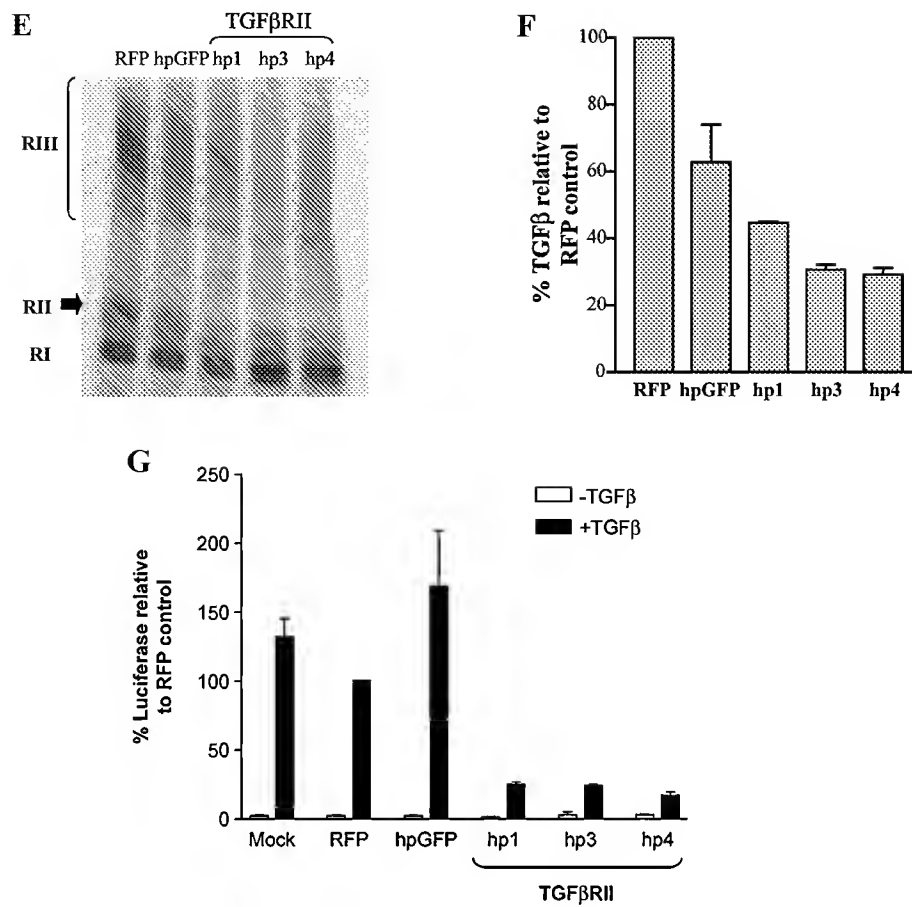 E
TGFβRII
RFP hpGFP hp1 hp3 hp4
RIII
RII
RI
F
% TGFβ relative to
RFP control
100
80
60
40
20
0
RFP hpGFP hp1 hp3 hp4
G
% Luciferase relative
to RFP control
250
200
150
100
50
0
-TGFβ
+TGFβ
Mock RFP hpGFP hp1 hp3 hp4
TGFβRII